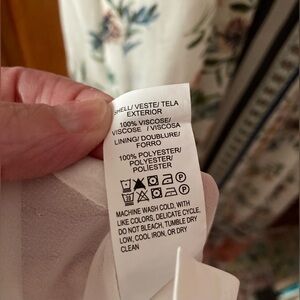 SHELL/ VESTE/ TELA
EXTERIOR
100% VISCOSE/
VISCOSE / VISCOSA
LINING/ DOUBLURE/
FORRO
100% POLYESTER/
POLYESTER/
POLIESTER
MACHINE WASH COLD, WITH
LIKE COLORS, DELICATE CYCLE,
DO NOT BLEACH, TUMBLE DRY
LOW, COOL IRON, OR DRY
CLEAN